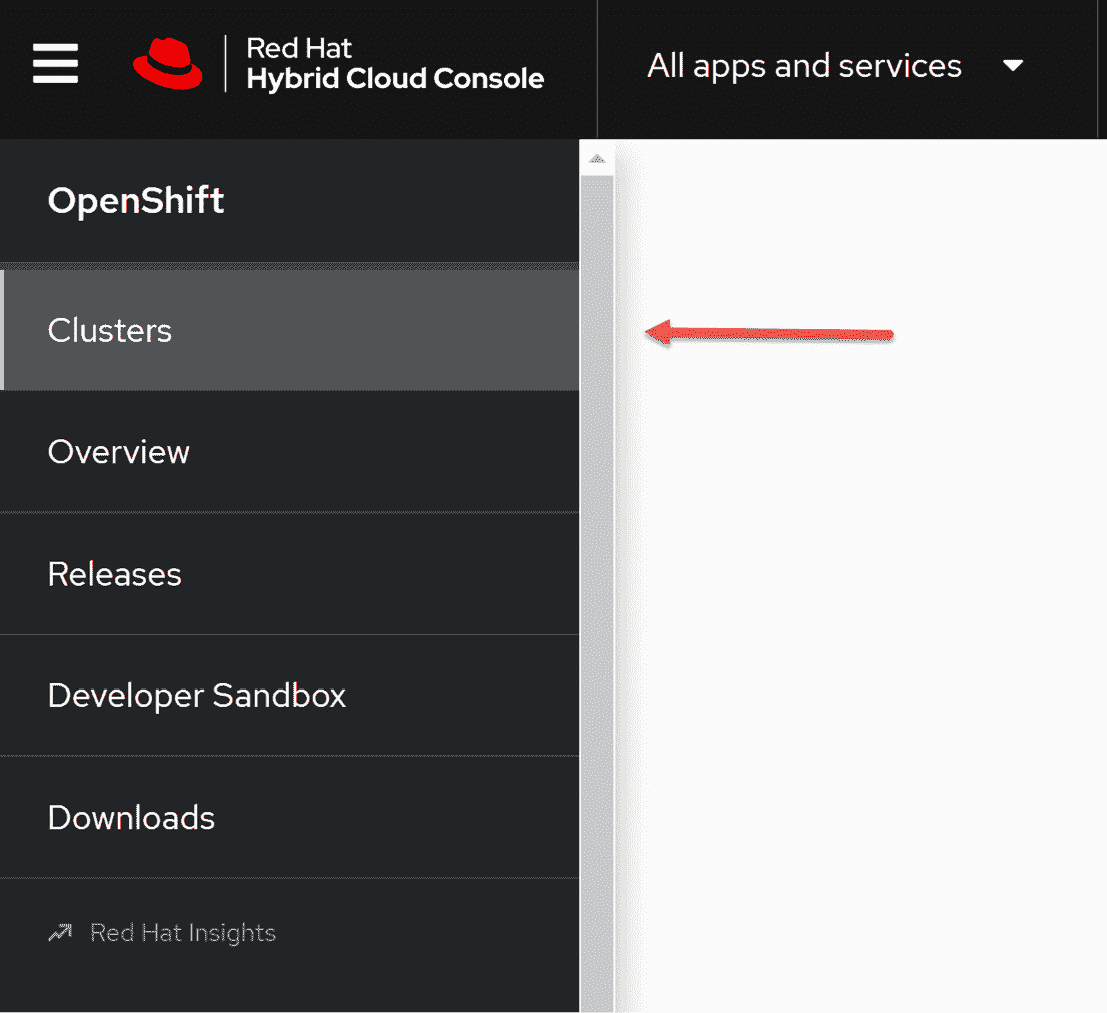 Red Hat
Hybrid Cloud Console
All apps and services
OpenShift
Clusters
Overview
Releases
Developer Sandbox
Downloads
Red Hat Insights